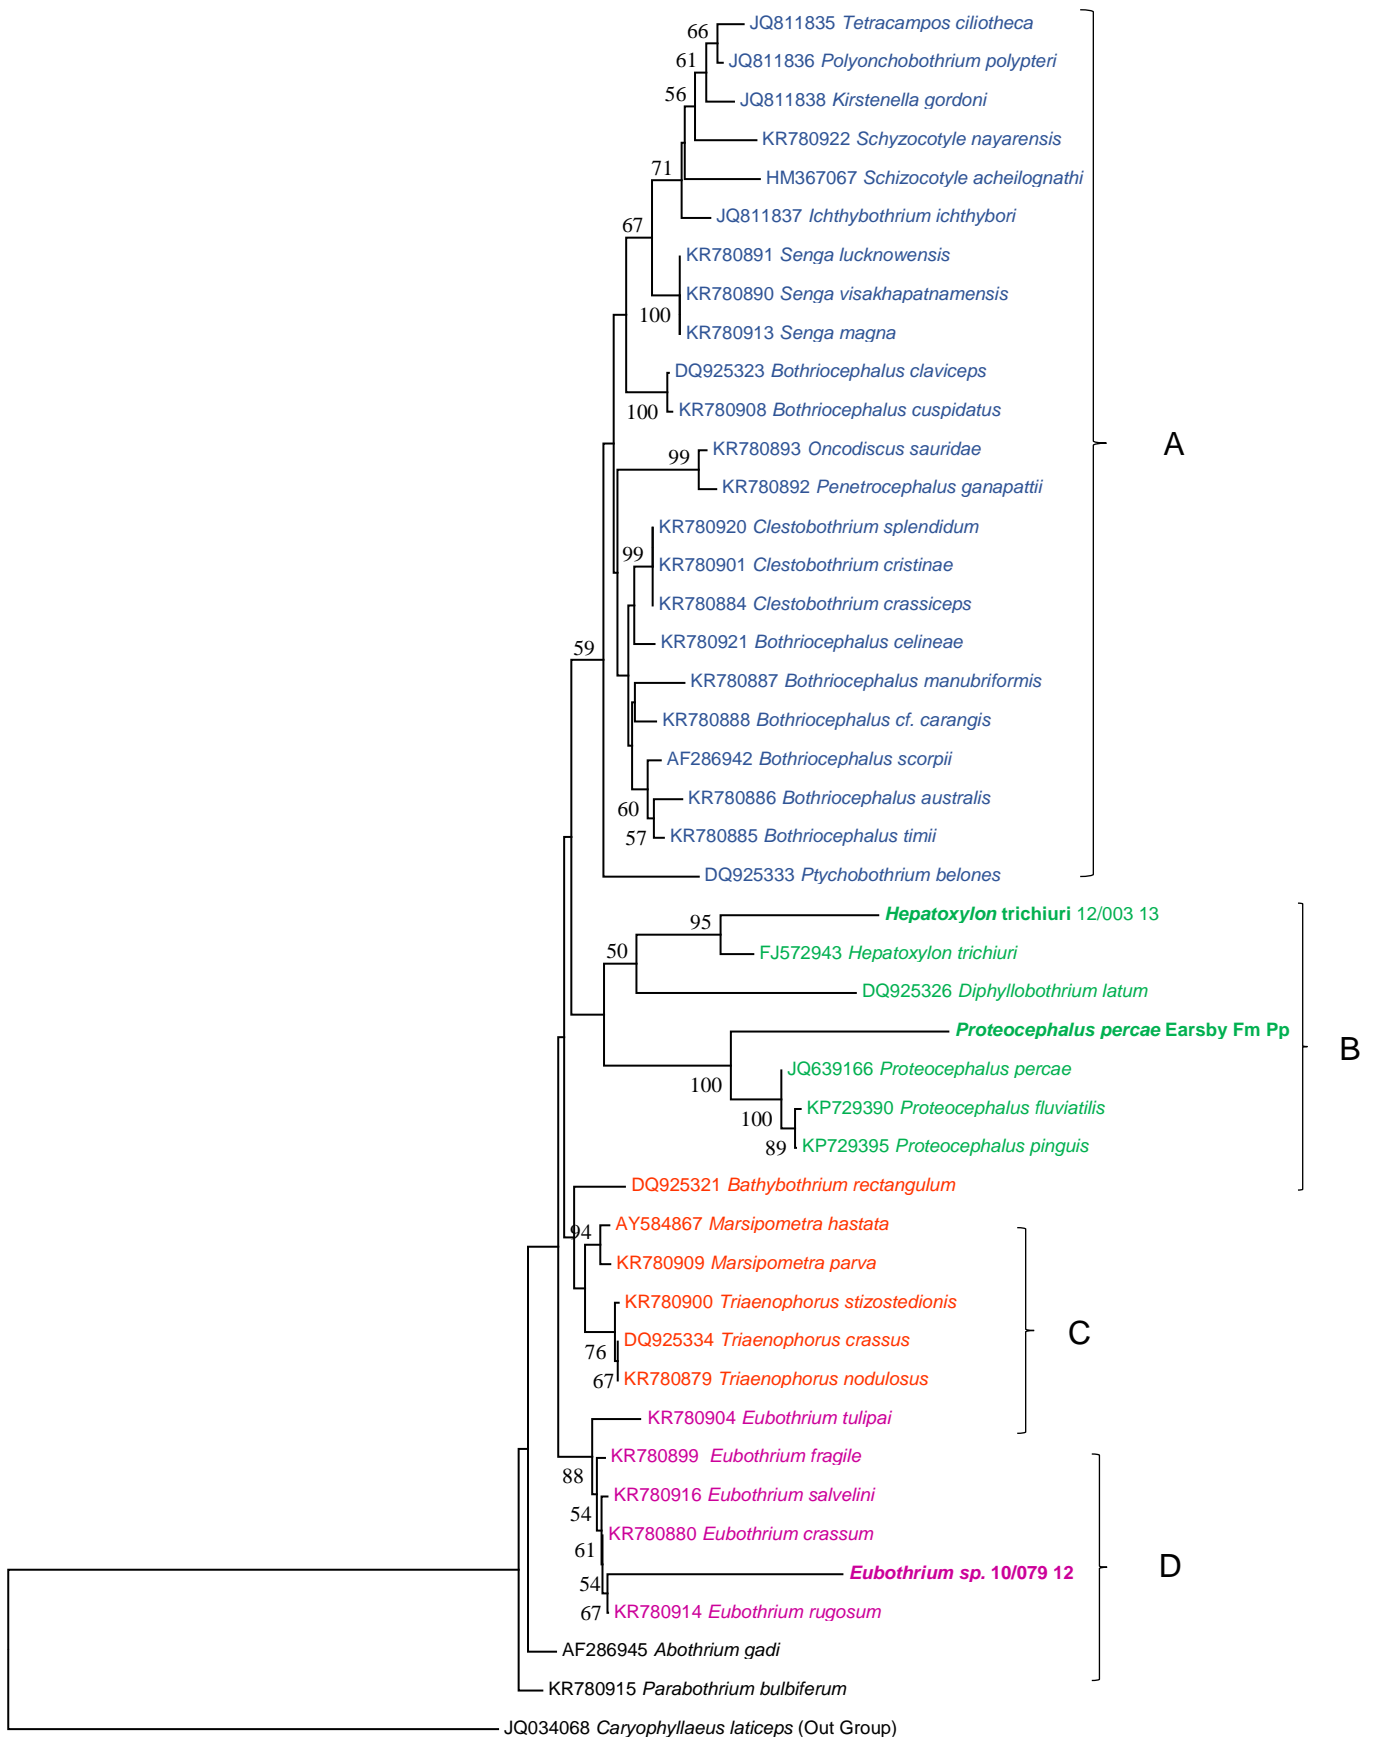 JQ811835 Tetracampos ciliotheca
66
JQ811836 Polyonchobothrium polypteri
61
JQ811838 Kirstenella gordoni
56
KR780922 Schyzocotyle nayarensis
71
HM367067 Schizocotyle acheilognathi
JQ811837 Ichthybothrium ichthybori
67
KR780891 Senga lucknowensis
KR780890 Senga visakhapatnamensis
100
KR780913 Senga magna
DQ925323 Bothriocephalus claviceps
100
KR780908 Bothriocephalus cuspidatus
A
KR780893 Oncodiscus sauridae
99
KR780892 Penetrocephalus ganapattii
KR780920 Clestobothrium splendidum
99
KR780901 Clestobothrium cristinae
KR780884 Clestobothrium crassiceps
KR780921 Bothriocephalus celineae
59
KR780887 Bothriocephalus manubriformis
KR780888 Bothriocephalus cf. carangis
AF286942 Bothriocephalus scorpii
KR780886 Bothriocephalus australis
60
57
KR780885 Bothriocephalus timii
DQ925333 Ptychobothrium belones
Hepatoxylon trichiuri 12/003 13
95
FJ572943 Hepatoxylon trichiuri
50
DQ925326 Diphyllobothrium latum
Proteocephalus percae Earsby Fm Pp
B
JQ639166 Proteocephalus percae
100
KP729390 Proteocephalus fluviatilis
100
89
KP729395 Proteocephalus pinguis
DQ925321 Bathybothrium rectangulum
AY584867 Marsipometra hastata
94
KR780909 Marsipometra parva
KR780900 Triaenophorus stizostedionis
C
DQ925334 Triaenophorus crassus
76
67
KR780879 Triaenophorus nodulosus
KR780904 Eubothrium tulipai
KR780899 Eubothrium fragile
88
KR780916 Eubothrium salvelini
54
KR780880 Eubothrium crassum
61
D
Eubothrium sp. 10/079 12
54
67
KR780914 Eubothrium rugosum
AF286945 Abothrium gadi
KR780915 Parabothrium bulbiferum
JQ034068 Caryophyllaeus laticeps (Out Group)